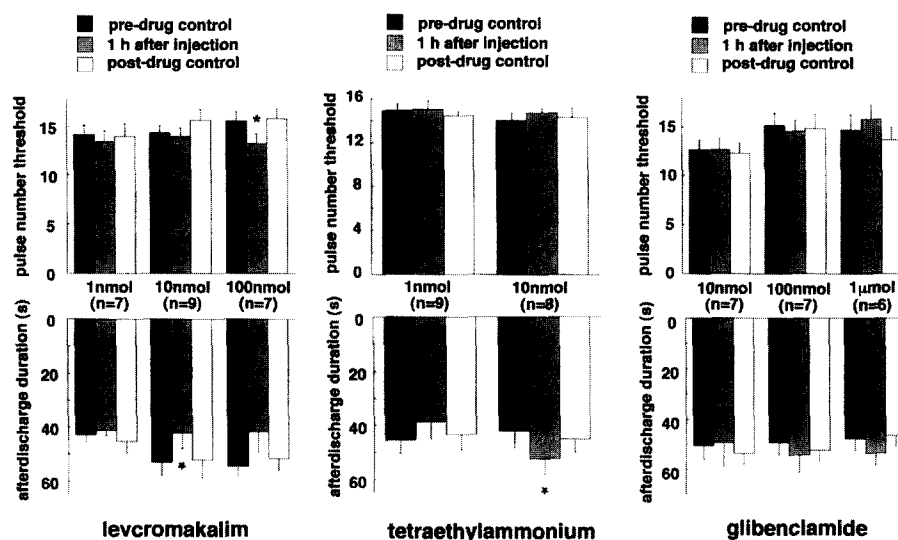 pre-drug control
1 h after injection
post-drug control
pulse number threshold
15
10
5
0
*
1nmol
(n=7)
10nmol
(n=9)
100nmol
(n=7)
afterdischarge duration (s)
0
20
40
60
*
levcromakalim
pre-drug control
1 h after injection
post-drug control
pulse number threshold
16
12
8
4
0
1nmol
(n=9)
10nmol
(n=8)
afterdischarge duration (s)
0
20
40
60
*
tetraethylammonium
pre-drug control
1 h after injection
post-drug control
pulse number threshold
15
10
5
0
10nmol
(n=7)
100nmol
(n=7)
1µmol
(n=6)
afterdischarge duration (s)
0
20
40
60
glibenclamide